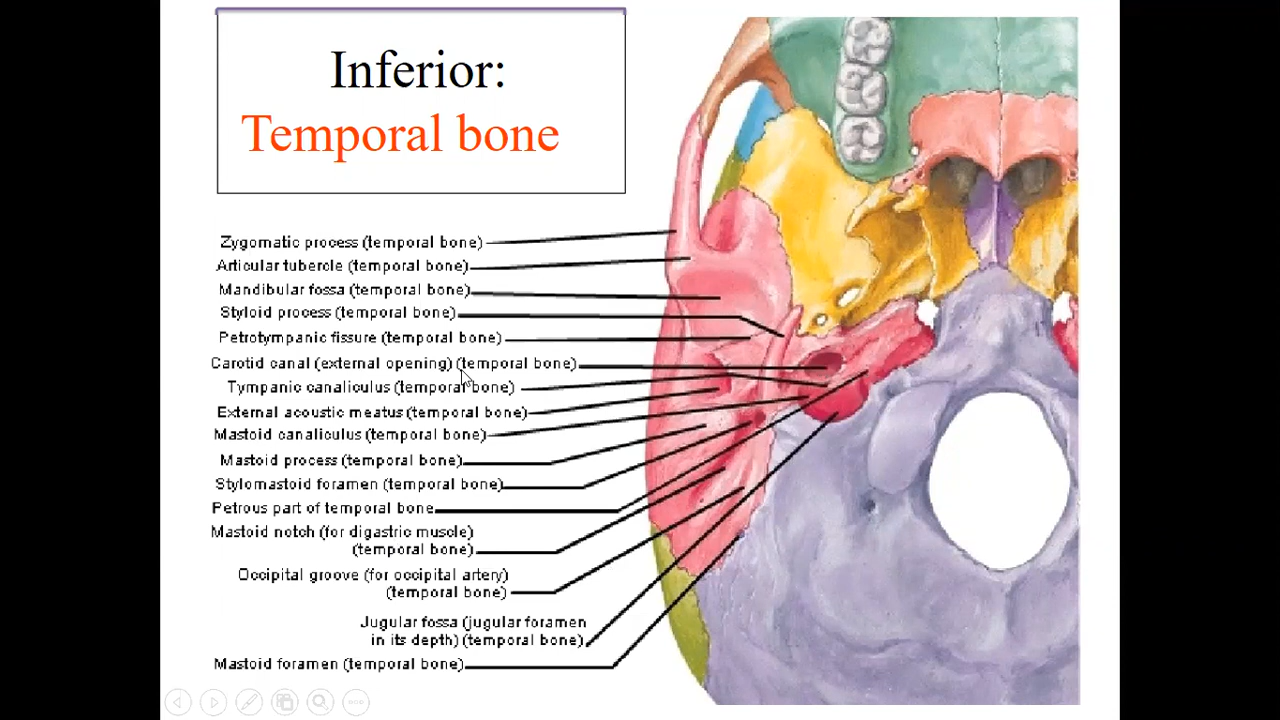 Inferior:
Temporal bone
Zygomatic process (temporal bone)
Articular tubercle (temporal bone)
Mandibular fossa (temporal bone)
Styloid process (temporal bone)
Petrotympanic fissure (temporal bone)
Carotid canal (external opening) (temporal bone)
Tympanic canaliculus (temporal bone)
External acoustic meatus (temporal bone)
Mastoid canaliculus (temporal bone)
Mastoid process (temporal bone)
Stylomastoid foramen (temporal bone)
Petrous part of temporal bone
Mastoid notch (for digastric muscle)
(temporal bone)
Occipital groove (for occipital artery)
(temporal bone)
Jugular fossa (jugular foramen
in its depth) (temporal bone)
Mastoid foramen (temporal bone)